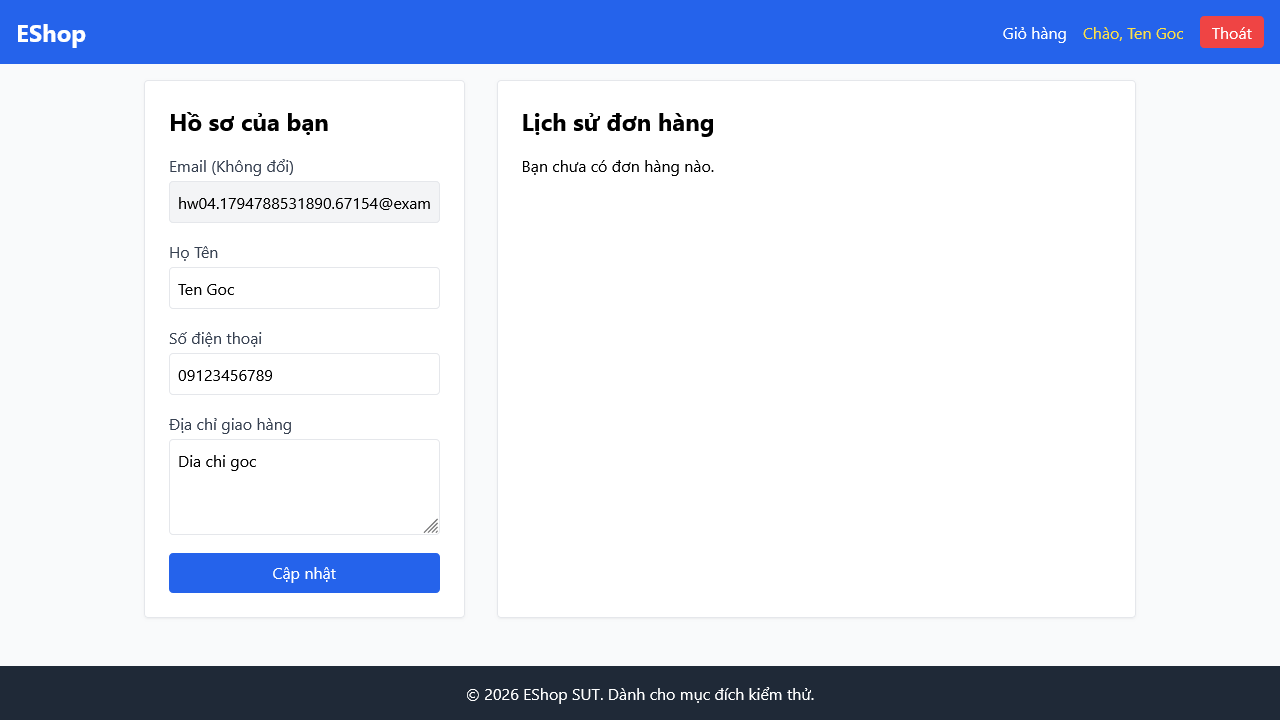 EShop
Giỏ hàng
Chào, Ten Goc
Thoát
Hồ sơ của bạn
Email (Không đổi)
hw04.1794788531890.67154@exam
Họ Tên
Ten Goc
Số điện thoại
09123456789
Địa chỉ giao hàng
Dia chi goc
Cập nhật
Lịch sử đơn hàng
Bạn chưa có đơn hàng nào.
© 2026 EShop SUT. Dành cho mục đích kiểm thử.